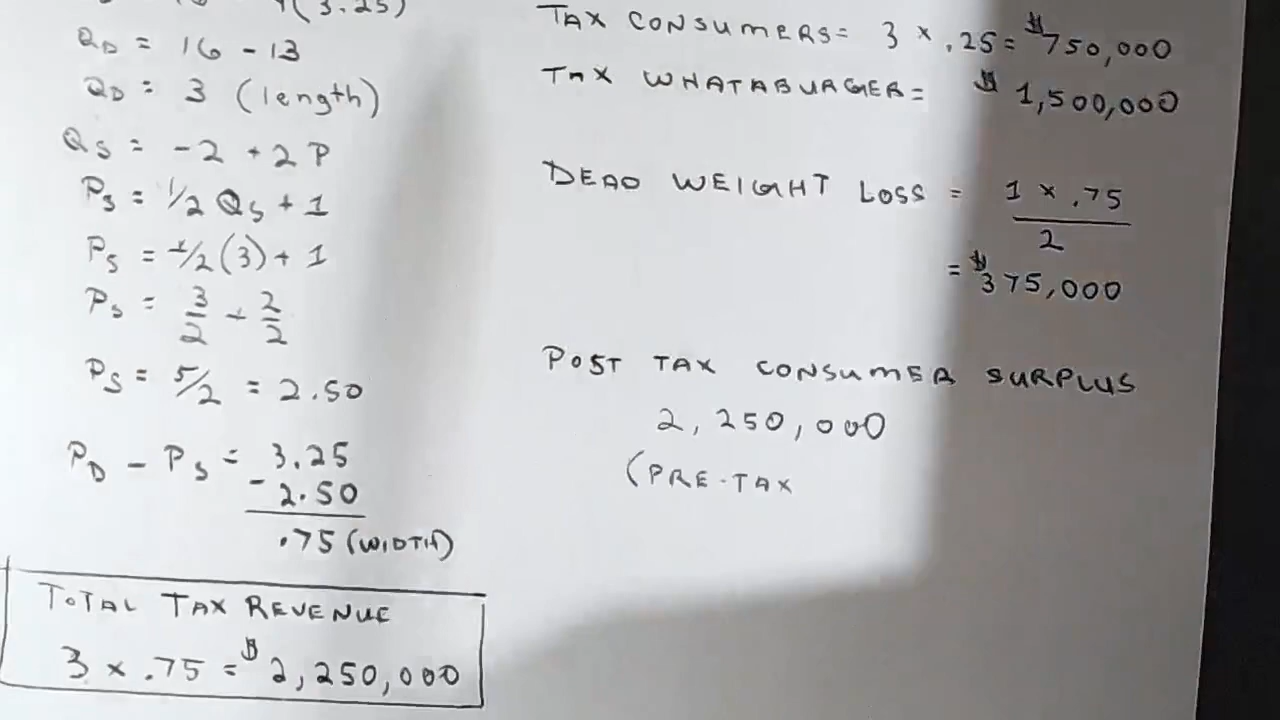 4(3.25)
QD = 16 - 13
QD = 3 (length)
QS = -2 + 2P
PS = 1/2 QS + 1
PS = 1/2 (3) + 1
PS = 3/2 + 2/2
PS = 5/2 = 2.50
PD - PS = 3.25
- 2.50
.75 (WIDTH)
TOTAL TAX REVENUE
3 x .75 = $2,250,000
TAX CONSUMERS = 3 x .25 = $750,000
TAX WHATABURGER = $1,500,000
DEAD WEIGHT LOSS = 1 x .75
2
= $375,000
POST TAX CONSUMER SURPLUS
2,250,000
(PRE-TAX